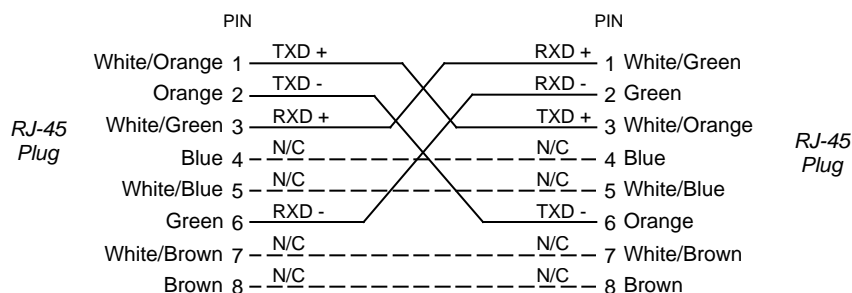 PIN PIN
White/Orange 1 TXD + RXD + 1 White/Green
Orange 2 TXD - RXD - 2 Green
White/Green 3 RXD + TXD + 3 White/Orange
RJ-45 Plug
Blue 4 N/C N/C 4 Blue
RJ-45 Plug
White/Blue 5 N/C N/C 5 White/Blue
Green 6 RXD - TXD - 6 Orange
White/Brown 7 N/C N/C 7 White/Brown
Brown 8 N/C N/C 8 Brown